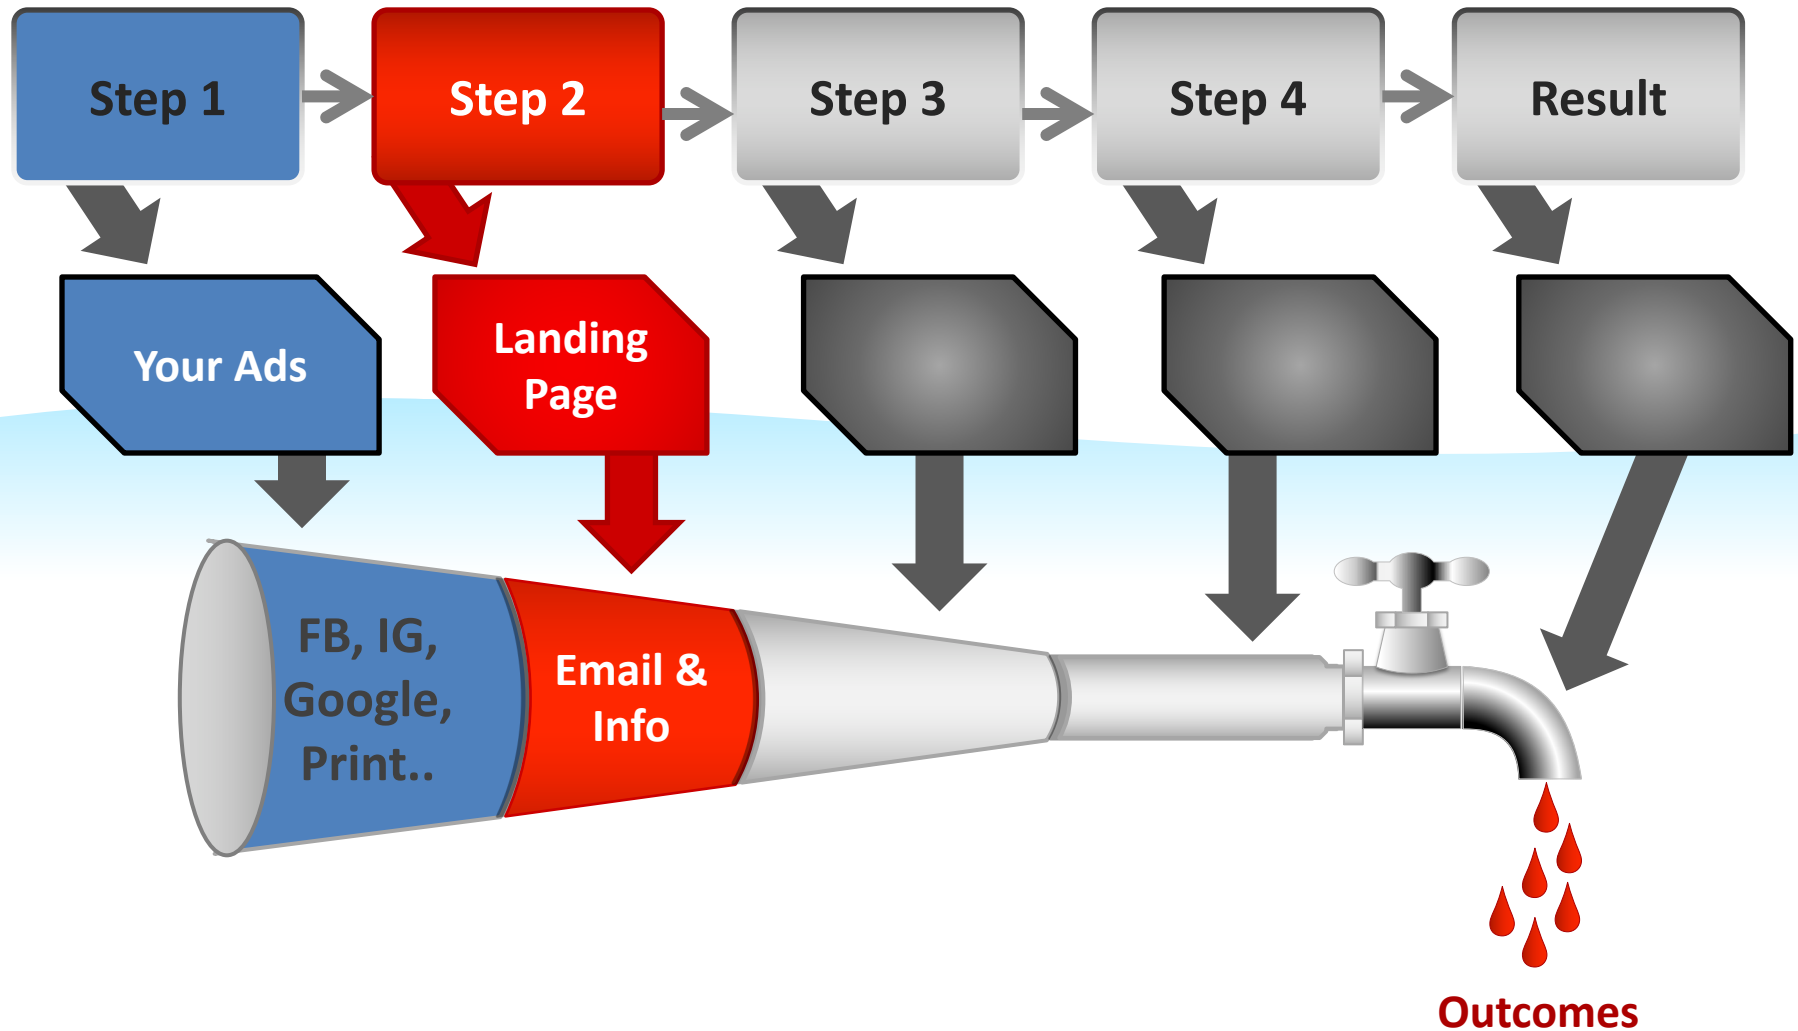 Step 1
Step 2
Step 3
Step 4
Result
Your Ads
Landing
Page
FB, IG,
Google,
Print..
Email &
Info
Outcomes